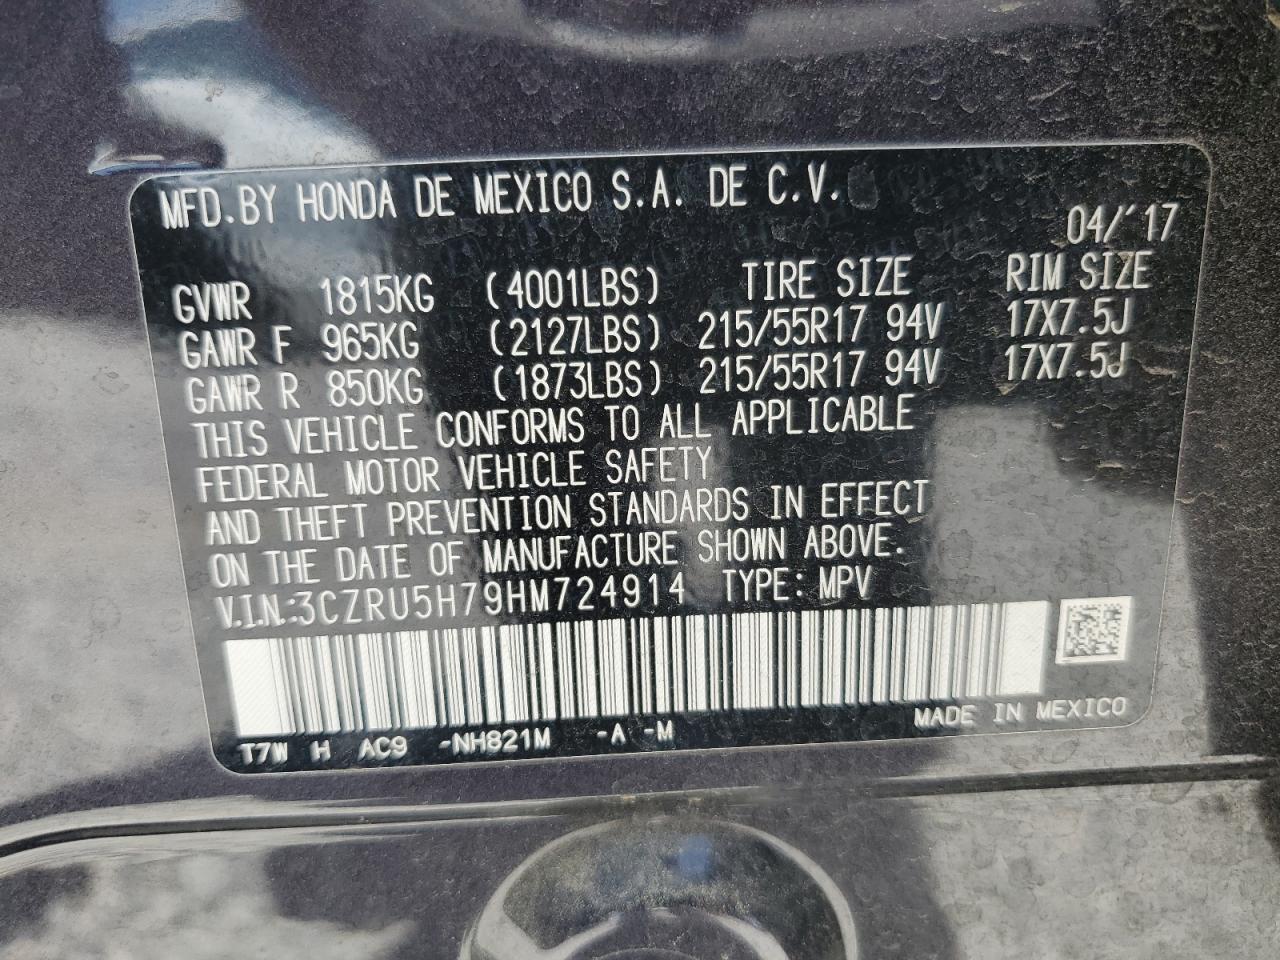 MFD. BY HONDA DE MEXICO S.A. DE C.V.
04/'17
GVWR 1815KG (4001LBS) TIRE SIZE RIM SIZE
GAWR F 965KG (2127LBS) 215/55R17 94V 17X7.5J
GAWR R 850KG (1873LBS) 215/55R17 94V 17X7.5J
THIS VEHICLE CONFORMS TO ALL APPLICABLE
FEDERAL MOTOR VEHICLE SAFETY
AND THEFT PREVENTION STANDARDS IN EFFECT
ON THE DATE OF MANUFACTURE SHOWN ABOVE.
V.I.N.:3CZRU5H79HM724914 TYPE: MPV
MADE IN MEXICO
T7W H AC9 -NH821M -A -M